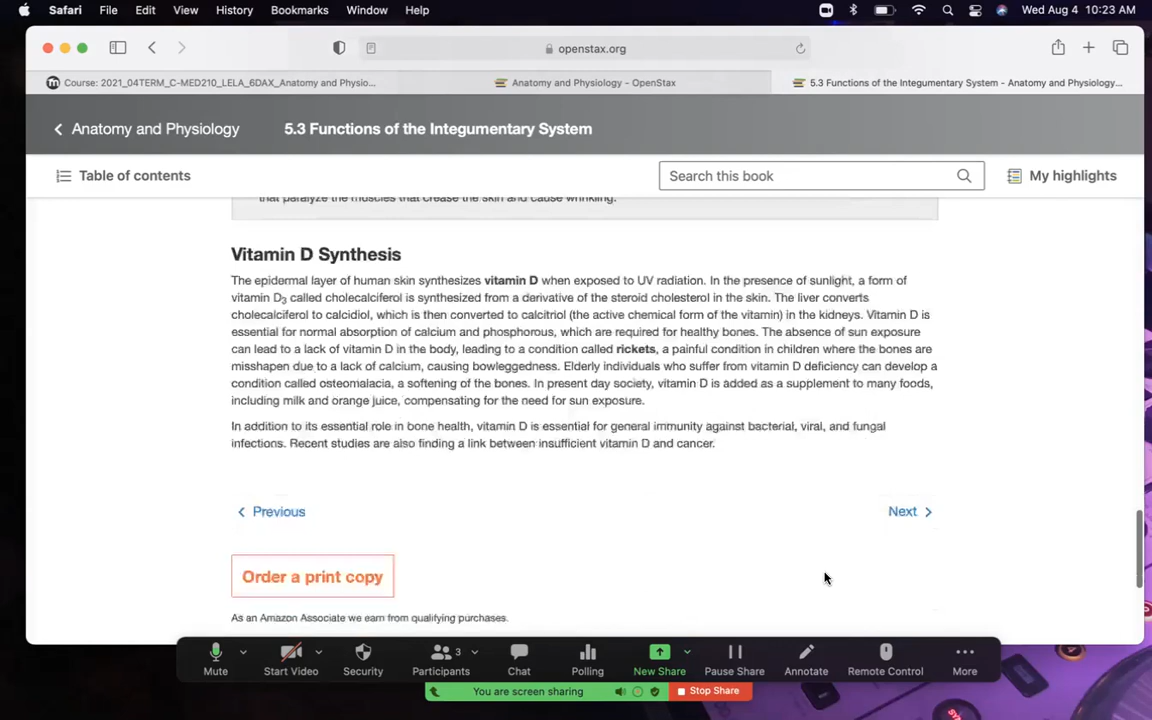 Safari File Edit View History Bookmarks Window Help Wed Aug 4 10:23 AM
openstax.org
Course: 2021_04TERM_C-MED210_LELA_6DAX_Anatomy and Physio... Anatomy and Physiology - OpenStax 5.3 Functions of the Integumentary System - Anatomy and Physiology...
Anatomy and Physiology 5.3 Functions of the Integumentary System
Table of contents Search this book My highlights
that paralyze the muscles that crease the skin and cause wrinkling.
Vitamin D Synthesis
The epidermal layer of human skin synthesizes vitamin D when exposed to UV radiation. In the presence of sunlight, a form of
vitamin D3 called cholecalciferol is synthesized from a derivative of the steroid cholesterol in the skin. The liver converts
cholecalciferol to calcidiol, which is then converted to calcitriol (the active chemical form of the vitamin) in the kidneys. Vitamin D is
essential for normal absorption of calcium and phosphorous, which are required for healthy bones. The absence of sun exposure
can lead to a lack of vitamin D in the body, leading to a condition called rickets, a painful condition in children where the bones are
misshapen due to a lack of calcium, causing bowleggedness. Elderly individuals who suffer from vitamin D deficiency can develop a
condition called osteomalacia, a softening of the bones. In present day society, vitamin D is added as a supplement to many foods,
including milk and orange juice, compensating for the need for sun exposure.
In addition to its essential role in bone health, vitamin D is essential for general immunity against bacterial, viral, and fungal
infections. Recent studies are also finding a link between insufficient vitamin D and cancer.
Previous Next
Order a print copy
As an Amazon Associate we earn from qualifying purchases.
3
Mute Start Video Security Participants Chat Polling New Share Pause Share Annotate Remote Control More
You are screen sharing Stop Share